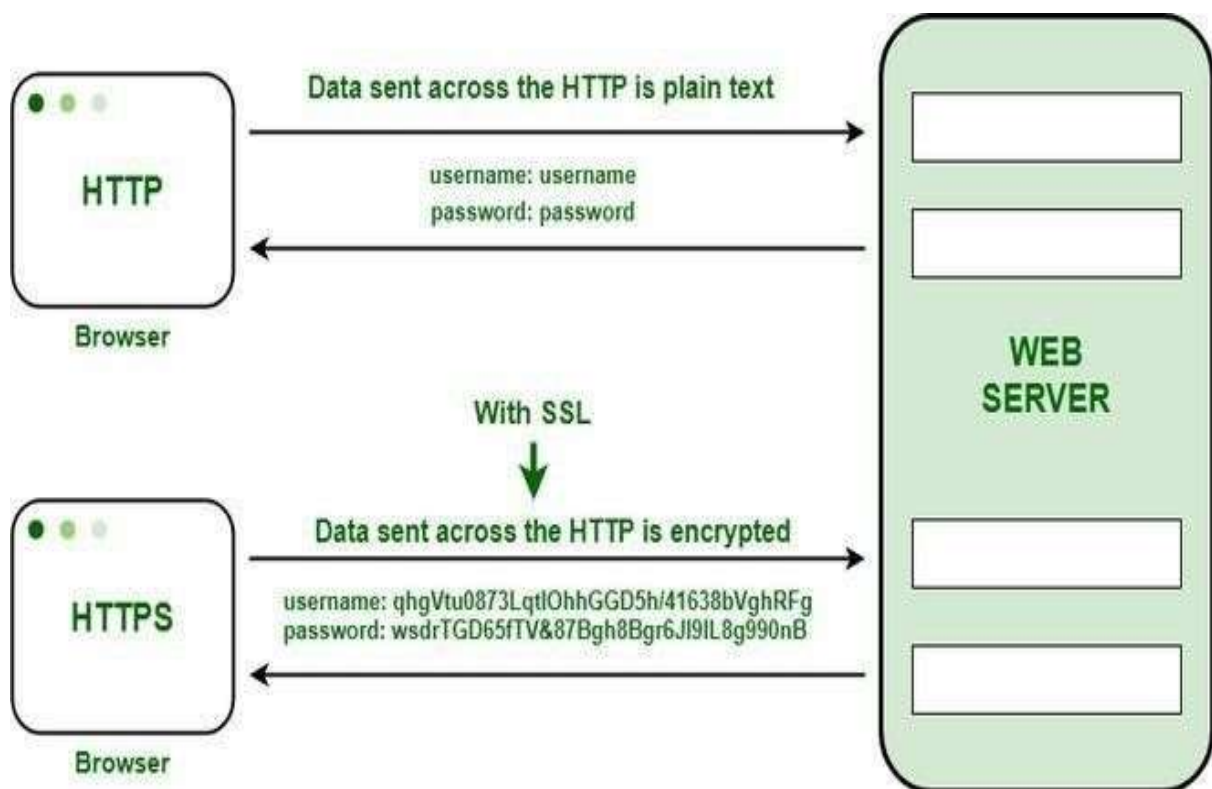 Data sent across the HTTP is plain text
HTTP
username: username
password: password
Browser
WEB
SERVER
With SSL
Data sent across the HTTP is encrypted
HTTPS
username: qhgVtu0873LqtIOhhGGD5h/41638bVghRFg
password: wsdrTGD65fTV&87Bgh8Bgr6JI9IL8g990nB
Browser